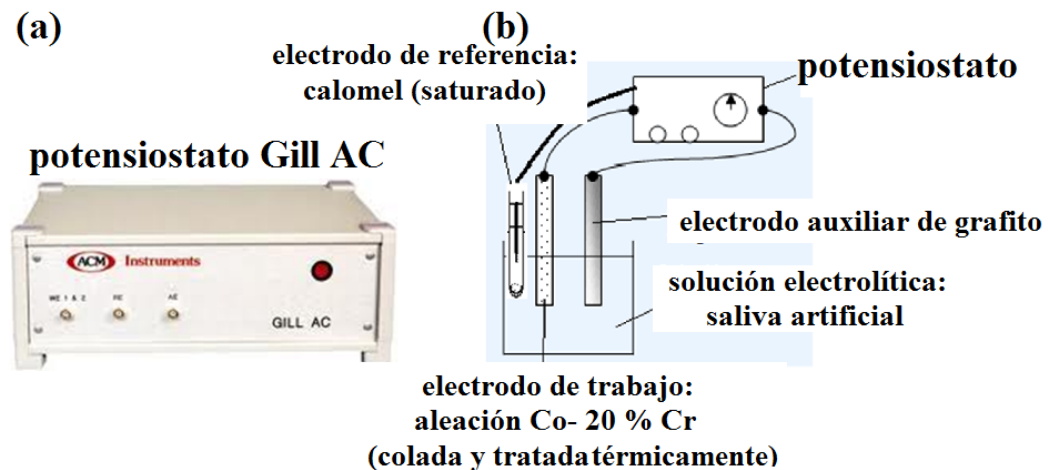 (a)
potensiostato Gill AC
ACM Instruments
WE 1 & 2 RE AE
GILL AC
(b)
electrodo de referencia:
calomel (saturado)
potensiostato
electrodo auxiliar de grafito
solución electrolítica:
saliva artificial
electrodo de trabajo:
aleación Co- 20 % Cr
(colada y tratada térmicamente)